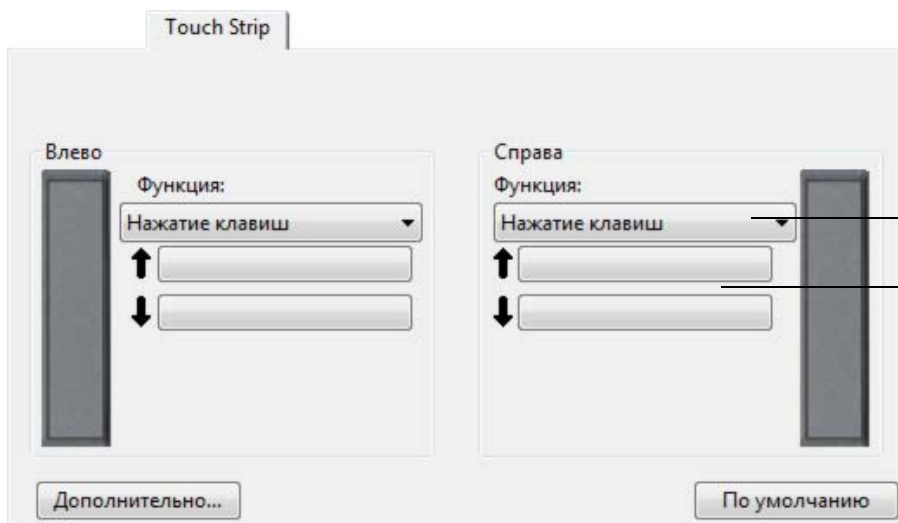 Touch Strip
Влево
Функция:
Нажатие клавиш
Справа
Функция:
Нажатие клавиш
Дополнительно...
По умолчанию